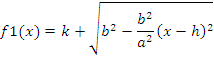 f1(x) = k + √(b² − b²/a² (x − h)²)